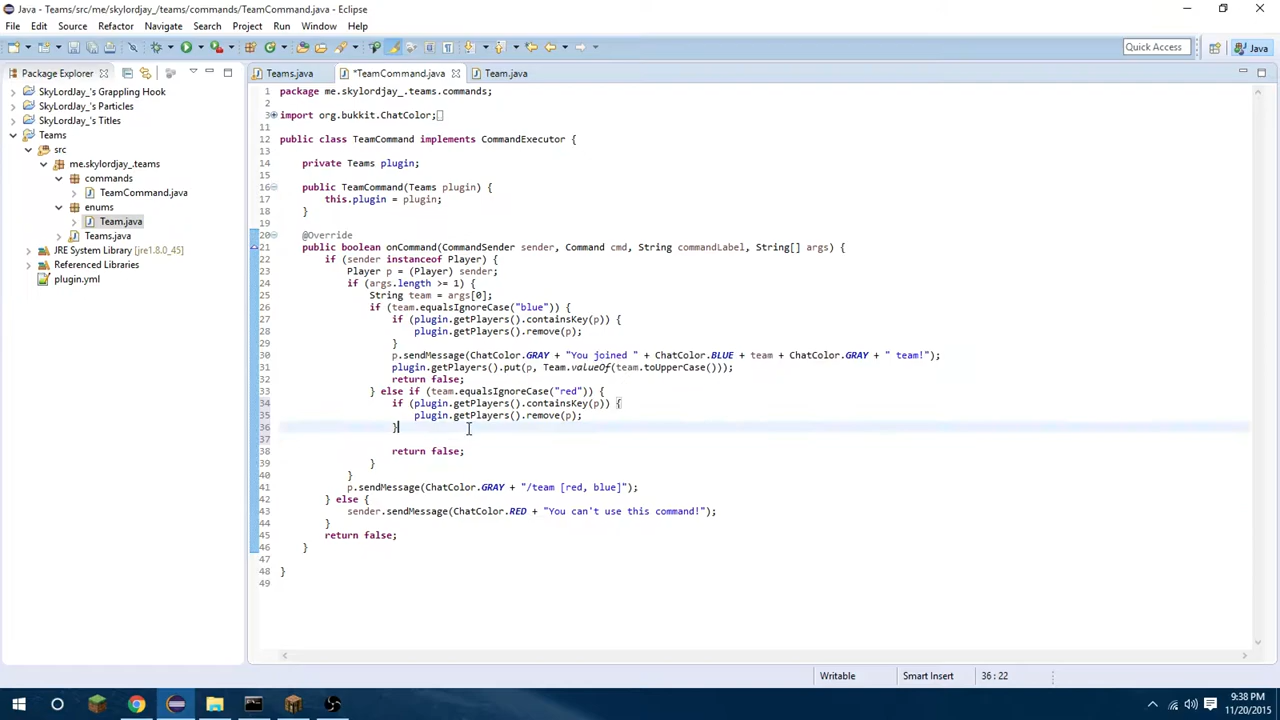 Java - Teams/src/me/skylordjay_/teams/commands/TeamCommand.java - Eclipse
File Edit Source Refactor Navigate Search Project Run Window Help
Quick Access
Java
Package Explorer
Teams.java
*TeamCommand.java
Team.java
SkyLordJay_'s Grappling Hook
SkyLordJay_'s Particles
SkyLordJay_'s Titles
Teams
src
me.skylordjay_.teams
commands
TeamCommand.java
enums
Team.java
Teams.java
JRE System Library [jre1.8.0_45]
Referenced Libraries
plugin.yml
1 package me.skylordjay_.teams.commands;
2
3 import org.bukkit.ChatColor;
11
12 public class TeamCommand implements CommandExecutor {
13
14 private Teams plugin;
15
16 public TeamCommand(Teams plugin) {
17 this.plugin = plugin;
18 }
19
20 @Override
21 public boolean onCommand(CommandSender sender, Command cmd, String commandLabel, String[] args) {
22 if (sender instanceof Player) {
23 Player p = (Player) sender;
24 if (args.length >= 1) {
25 String team = args[0];
26 if (team.equalsIgnoreCase("blue")) {
27 if (plugin.getPlayers().containsKey(p)) {
28 plugin.getPlayers().remove(p);
29 }
30 p.sendMessage(ChatColor.GRAY + "You joined " + ChatColor.BLUE + team + ChatColor.GRAY + " team!");
31 plugin.getPlayers().put(p, Team.valueOf(team.toUpperCase()));
32 return false;
33 } else if (team.equalsIgnoreCase("red")) {
34 if (plugin.getPlayers().containsKey(p)) {
35 plugin.getPlayers().remove(p);
36 }
37
38 return false;
39 }
40 }
41 p.sendMessage(ChatColor.GRAY + "/team [red, blue]");
42 } else {
43 sender.sendMessage(ChatColor.RED + "You can't use this command!");
44 }
45 return false;
46 }
47
48 }
49
Writable
Smart Insert
36 : 22
9:38 PM
11/20/2015